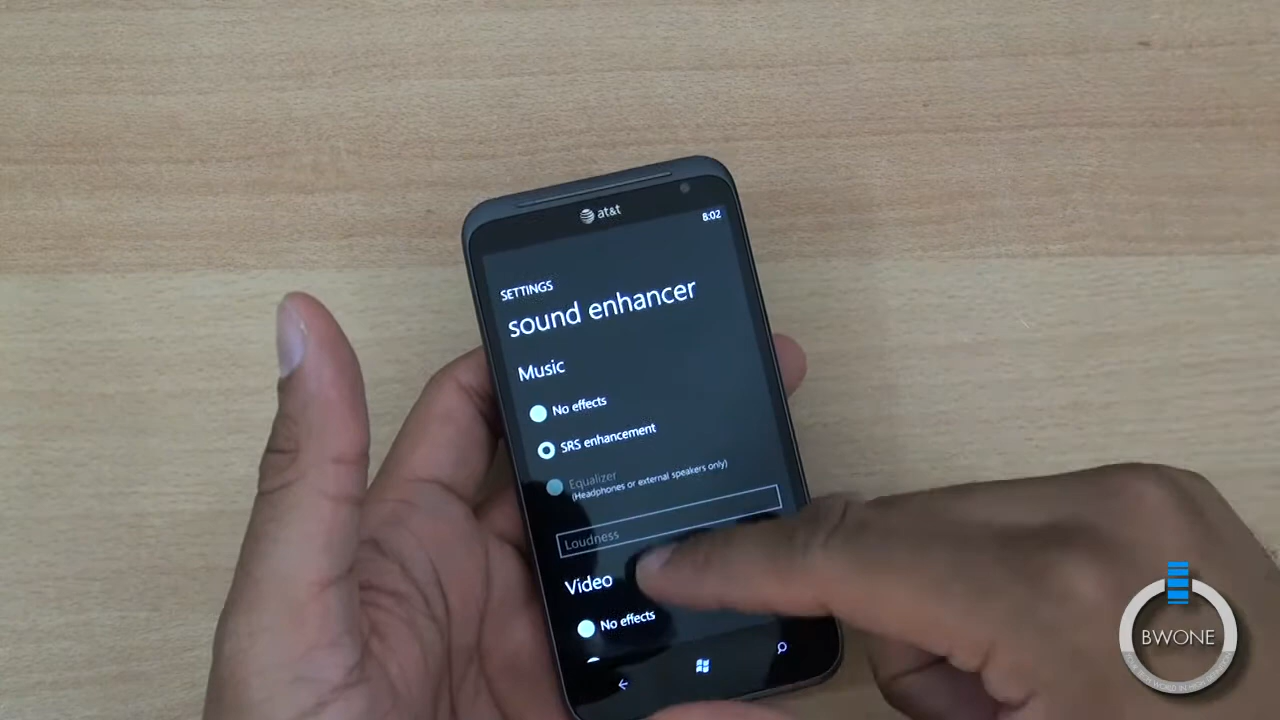 at&t
8:02
SETTINGS
sound enhancer
Music
No effects
SRS enhancement
Equalizer
(Headphones or external speakers only)
Loudness
Video
No effects
BWONE